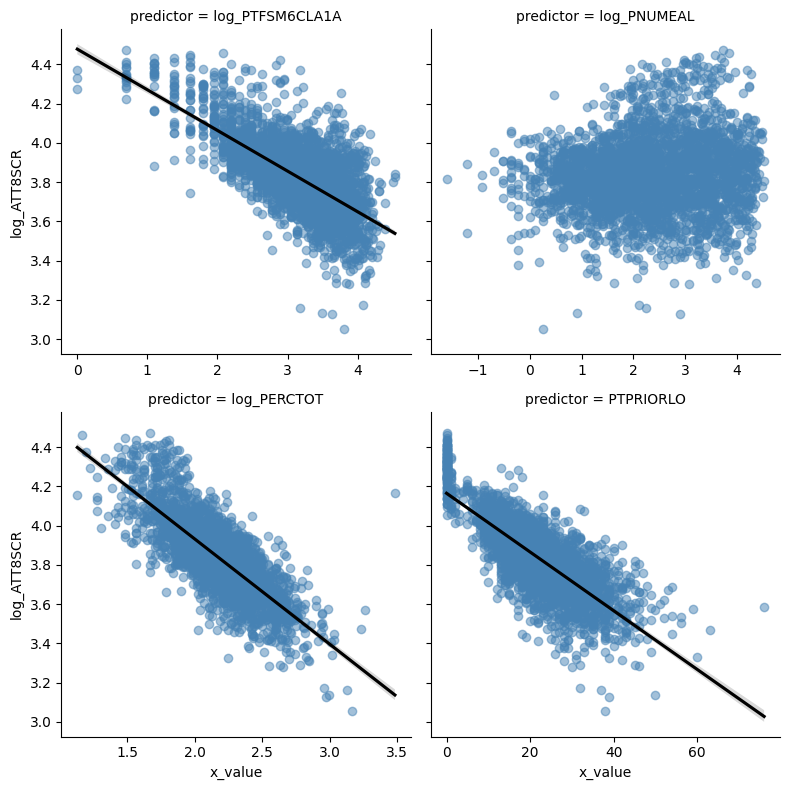 predictor = log_PTFSM6CLA1A
predictor = log_PNUMEAL
log_ATT8SCR
4.4
4.2
4.0
3.8
3.6
3.4
3.2
3.0
0 1 2 3 4
−1 0 1 2 3 4
predictor = log_PERCTOT
predictor = PTPRIORLO
log_ATT8SCR
4.4
4.2
4.0
3.8
3.6
3.4
3.2
3.0
1.5 2.0 2.5 3.0 3.5
0 20 40 60
x_value
x_value